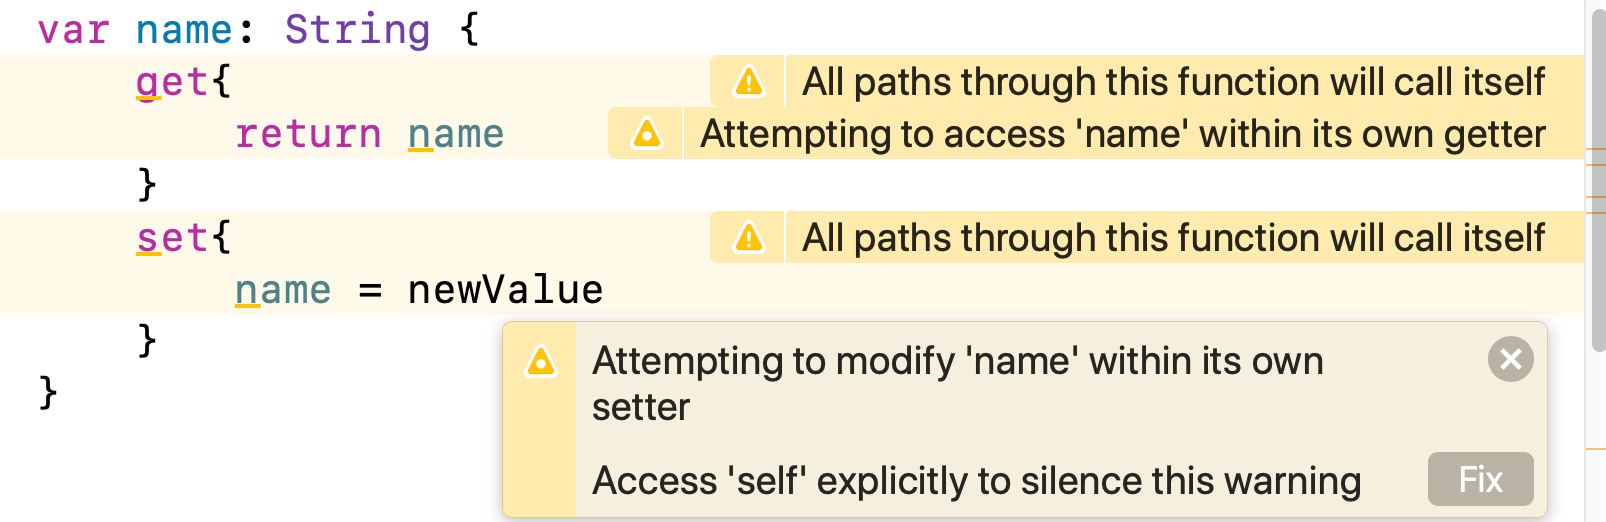 var name: String {
get{
All paths through this function will call itself
return name
Attempting to access 'name' within its own getter
}
set{
All paths through this function will call itself
name = newValue
}
}
Attempting to modify 'name' within its own
setter
Access 'self' explicitly to silence this warning
Fix